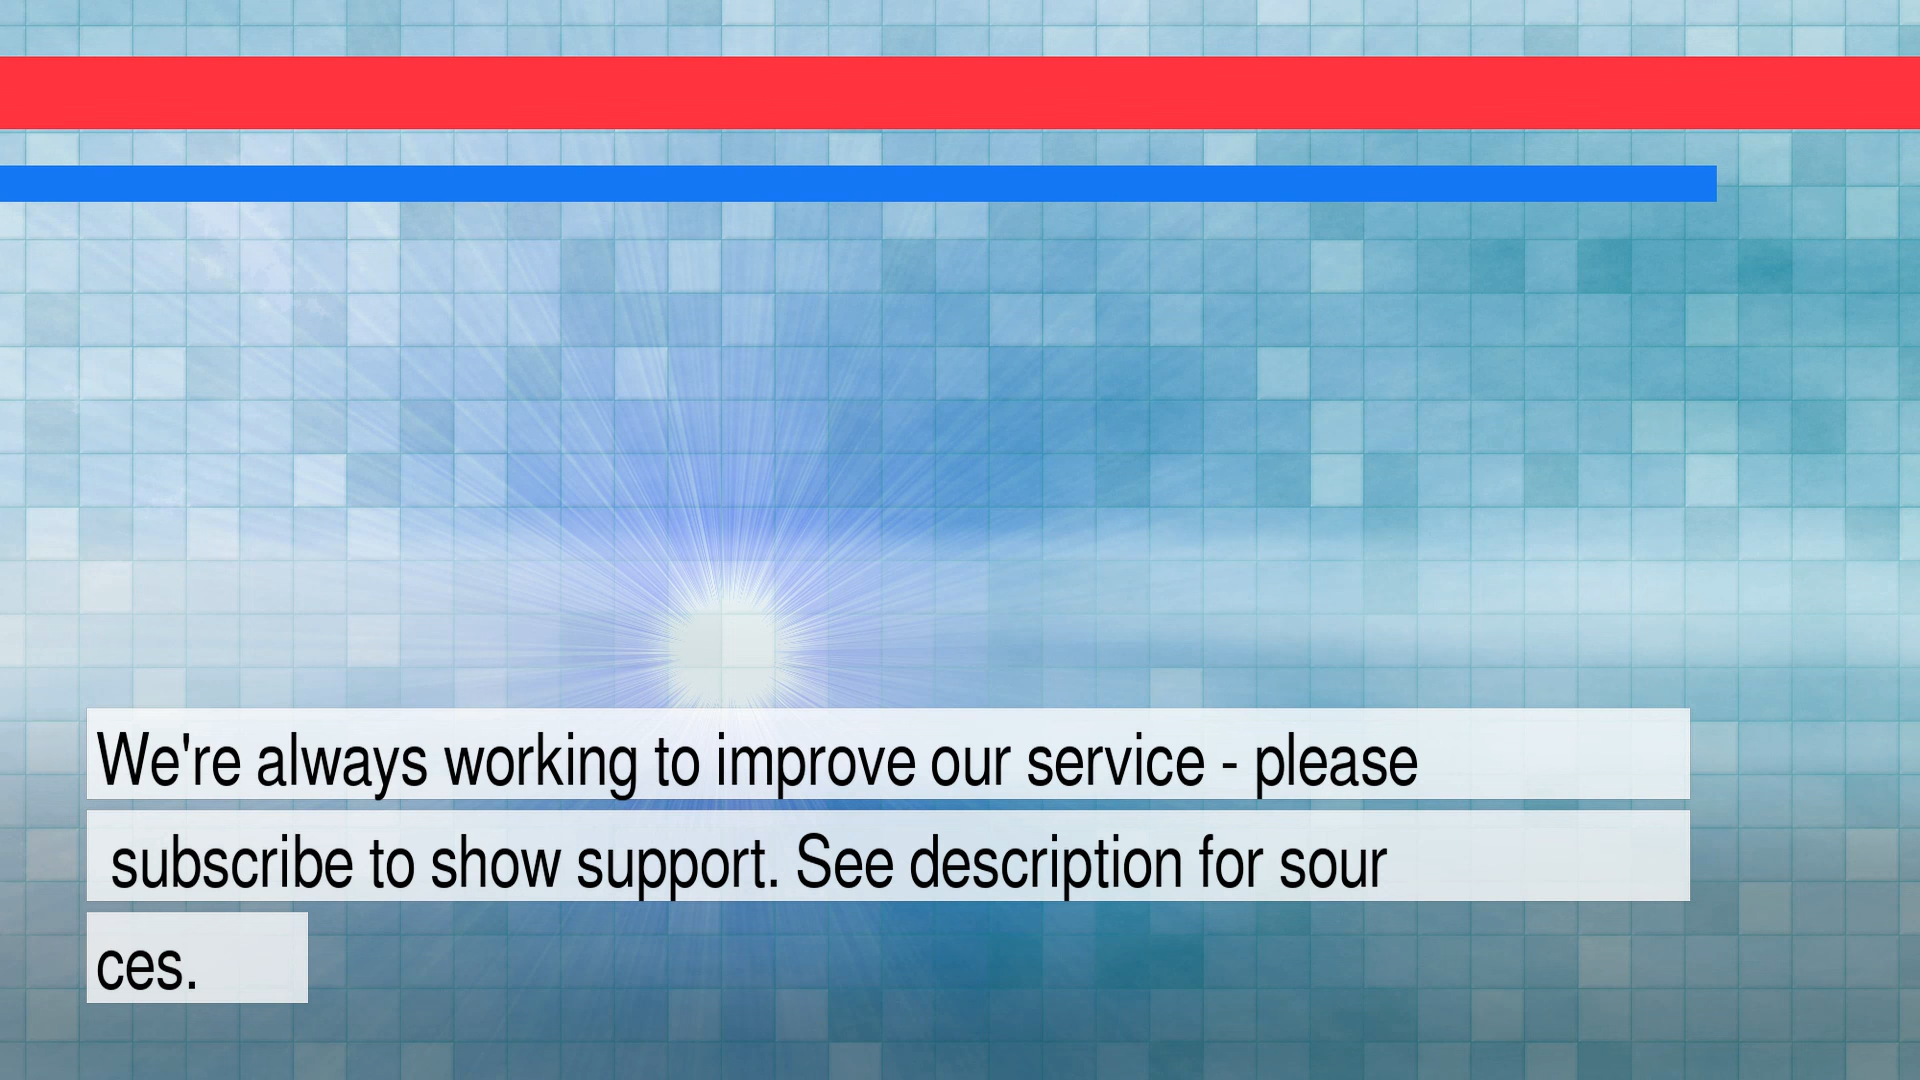 We're always working to improve our service - please
subscribe to show support. See description for sour
ces.